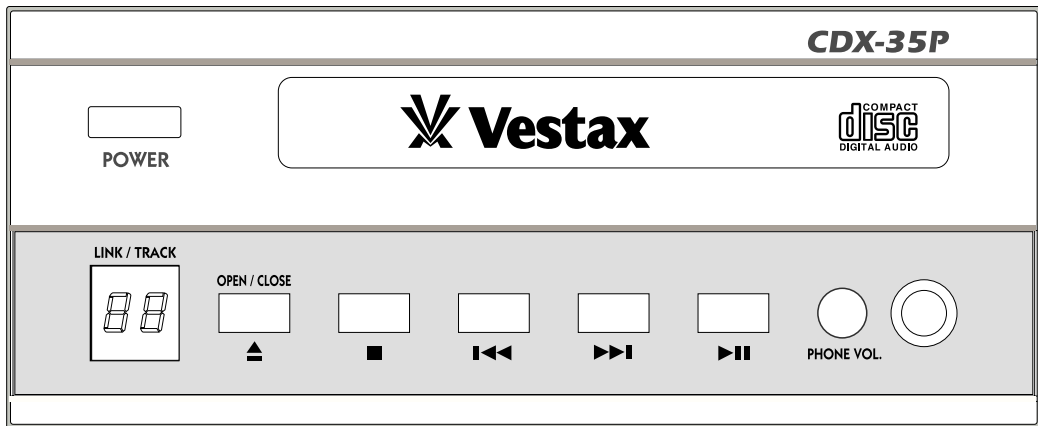 CDX-35P
Vestax
COMPACT
disc
DIGITAL AUDIO
POWER
LINK / TRACK
88
OPEN / CLOSE
PHONE VOL.